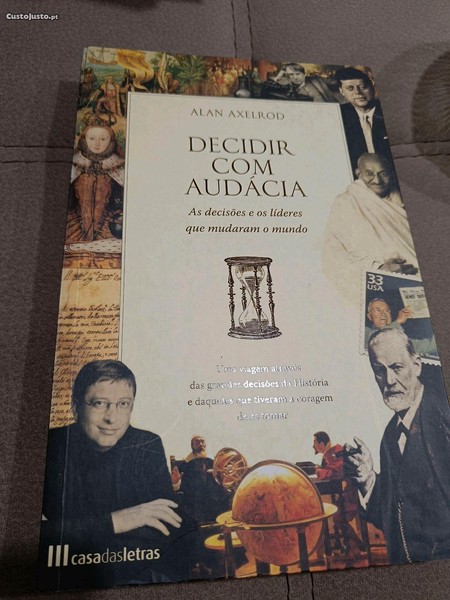 CustoJusto.pt
ALAN AXELROD
DECIDIR
COM
AUDÁCIA
As decisões e os líderes
que mudaram o mundo
33
USA
Uma viagem através
das grandes decisões da História
e daqueles que tiveram a coragem
de as tomar
casadasletras